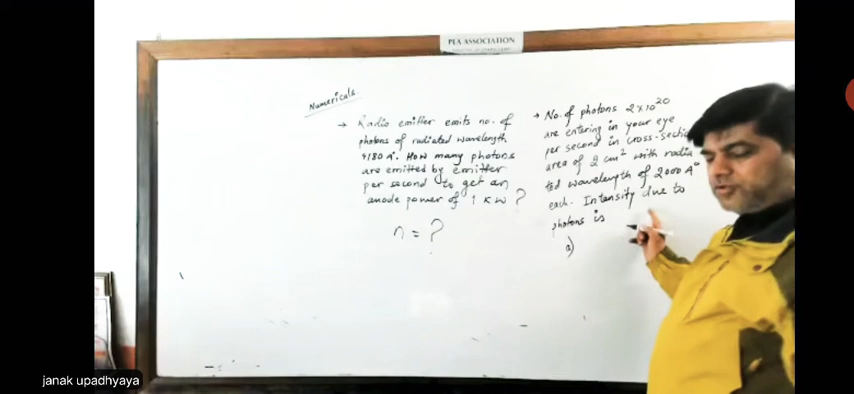 PEA ASSOCIATION
Numericals
→ Radio emitter emits no. of
photons of radiated wavelength
4180 A°. How many photons
are emitted by emitter
per second to get an
anode power of 1 KW ?
n = ?
→ No. of photons 2 × 10²⁰
are entering in your eye
per second in cross-section
area of 2 cm² with radia
ted wavelength of 2000 A°
each. Intansity due to
photons is
a)
janak upadhyaya